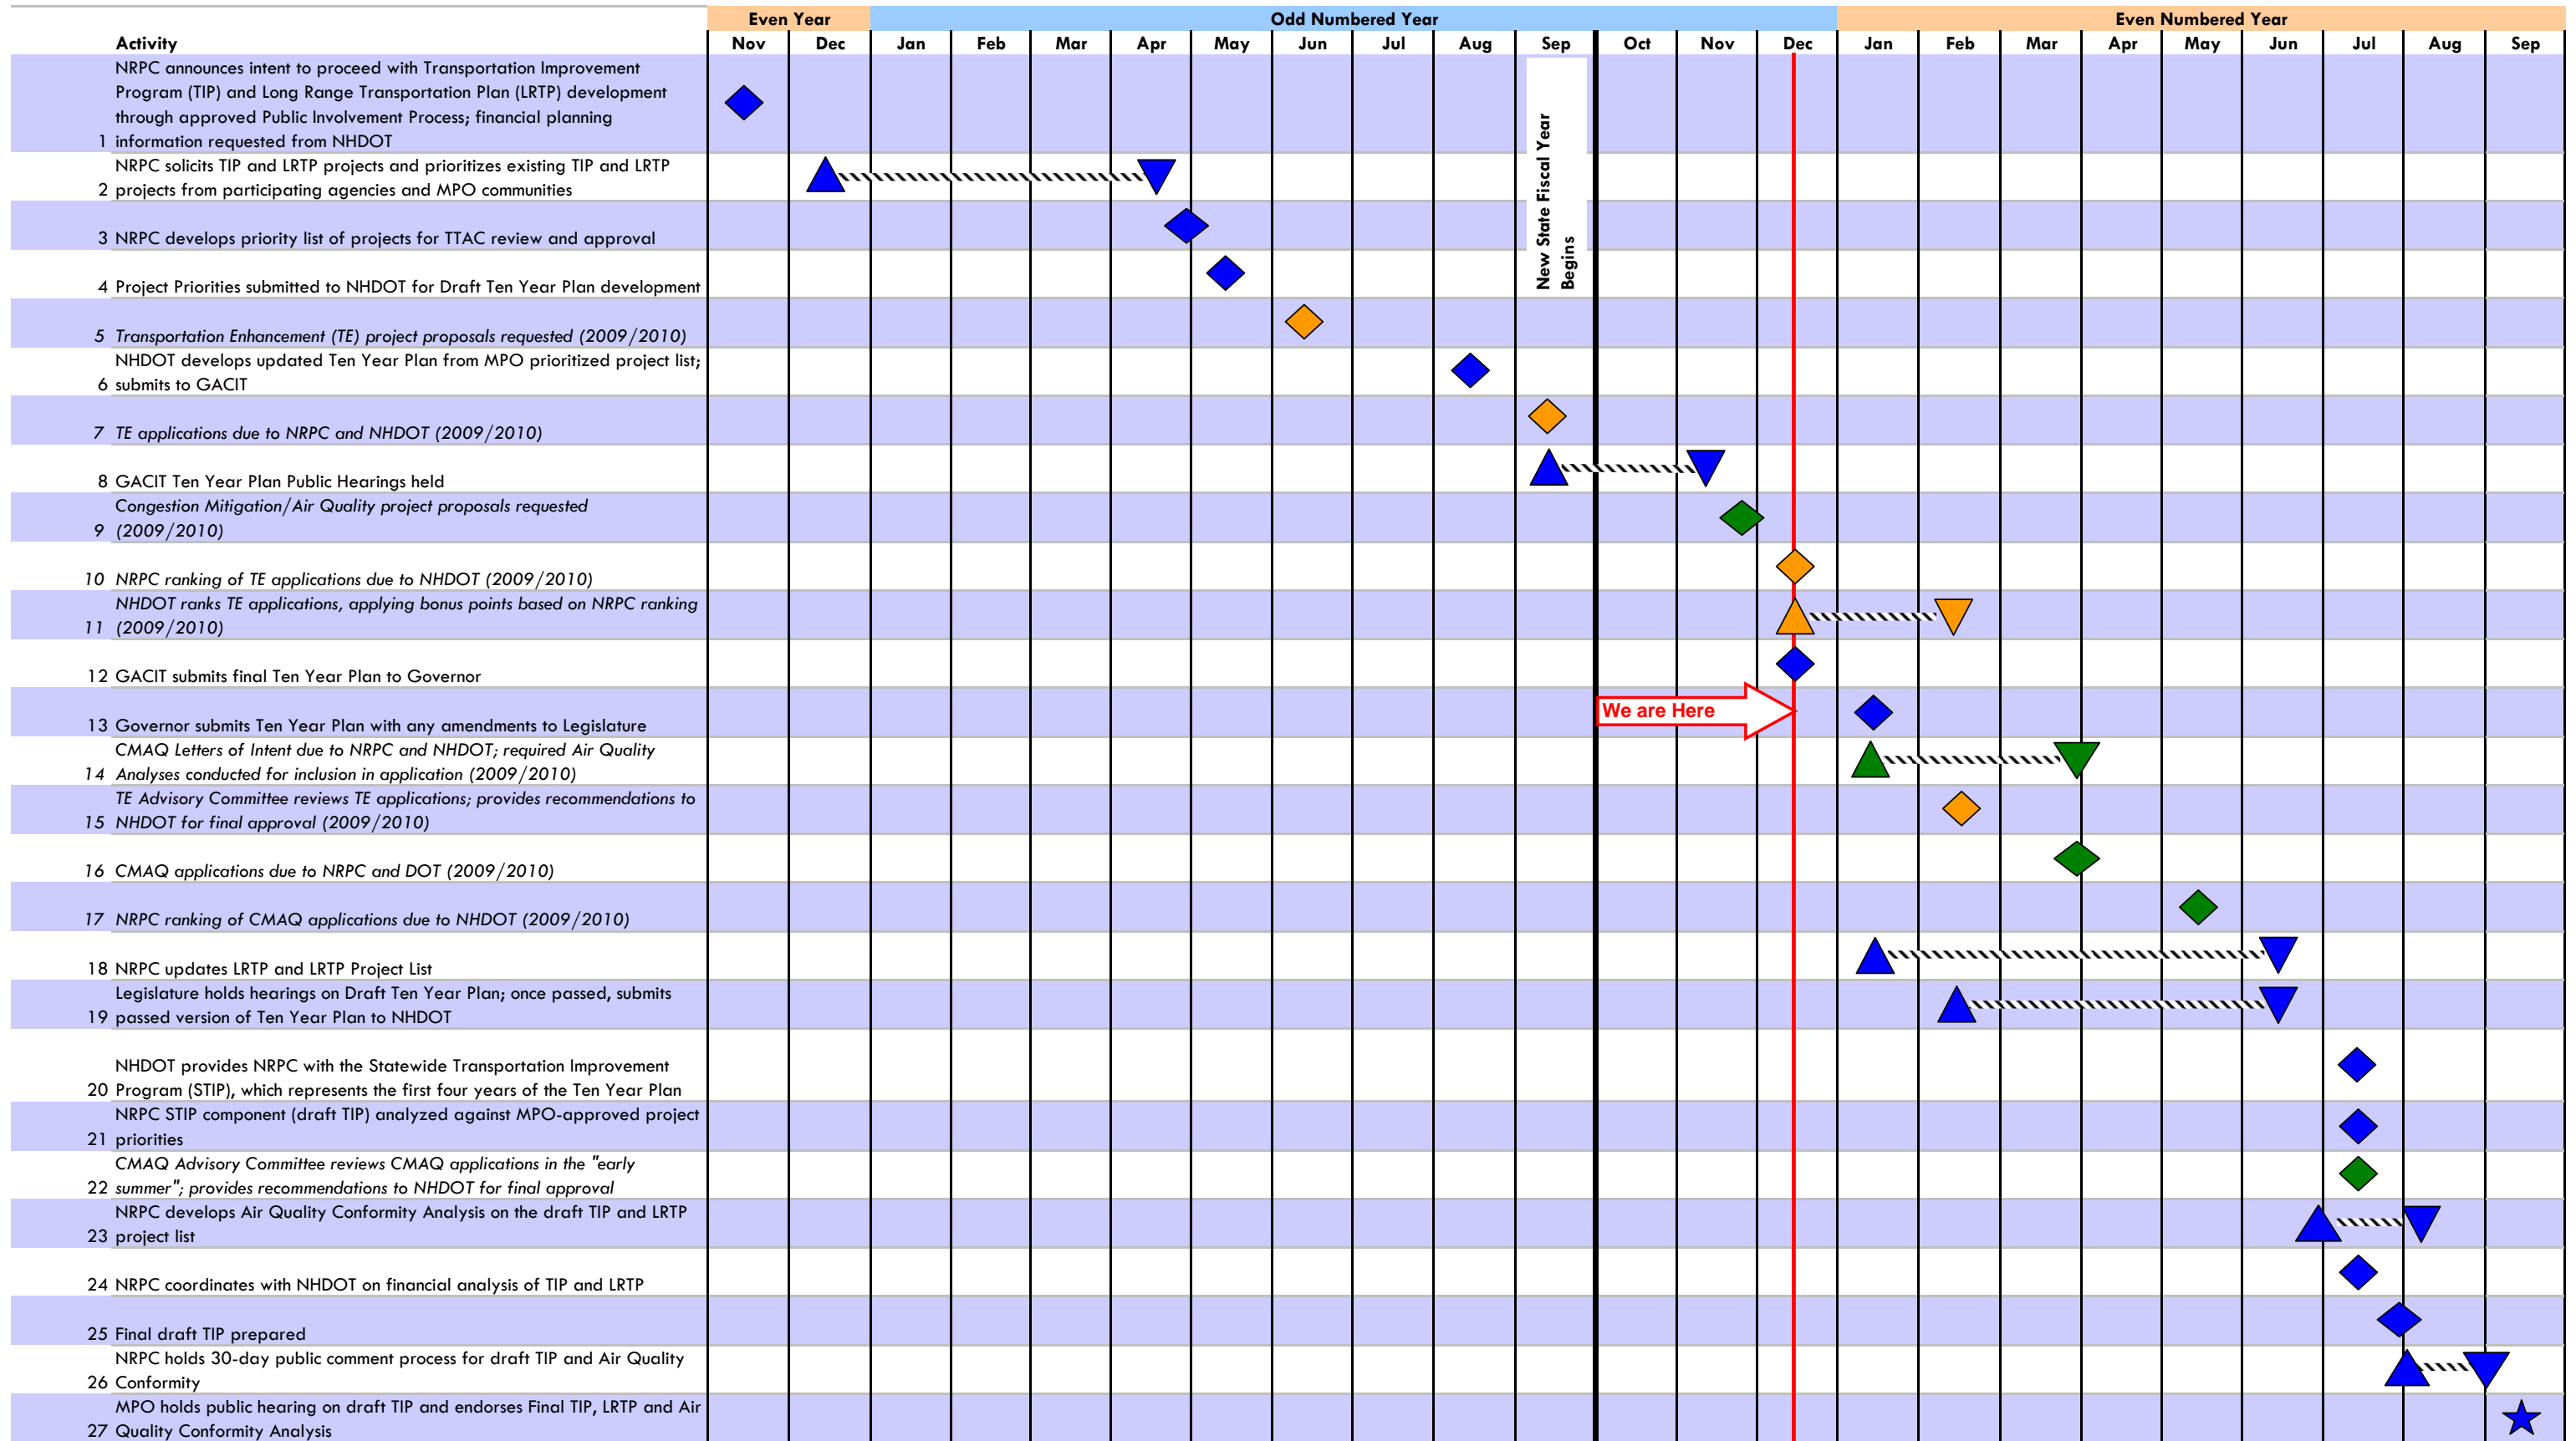 Even Year Odd Numbered Year Even Numbered Year
Activity Nov Dec Jan Feb Mar Apr May Jun Jul Aug Sep Oct Nov Dec Jan Feb Mar Apr May Jun Jul Aug Sep
NRPC announces intent to proceed with Transportation Improvement
Program (TIP) and Long Range Transportation Plan (LRTP) development
through approved Public Involvement Process; financial planning
1 information requested from NHDOT
New State Fiscal Year
Begins
NRPC solicits TIP and LRTP projects and prioritizes existing TIP and LRTP
2 projects from participating agencies and MPO communities
3 NRPC develops priority list of projects for TTAC review and approval
4 Project Priorities submitted to NHDOT for Draft Ten Year Plan development
5 Transportation Enhancement (TE) project proposals requested (2009/2010)
NHDOT develops updated Ten Year Plan from MPO prioritized project list;
6 submits to GACIT
7 TE applications due to NRPC and NHDOT (2009/2010)
8 GACIT Ten Year Plan Public Hearings held
Congestion Mitigation/Air Quality project proposals requested
9 (2009/2010)
10 NRPC ranking of TE applications due to NHDOT (2009/2010)
NHDOT ranks TE applications, applying bonus points based on NRPC ranking
11 (2009/2010)
12 GACIT submits final Ten Year Plan to Governor
We are Here
13 Governor submits Ten Year Plan with any amendments to Legislature
CMAQ Letters of Intent due to NRPC and NHDOT; required Air Quality
14 Analyses conducted for inclusion in application (2009/2010)
TE Advisory Committee reviews TE applications; provides recommendations to
15 NHDOT for final approval (2009/2010)
16 CMAQ applications due to NRPC and DOT (2009/2010)
17 NRPC ranking of CMAQ applications due to NHDOT (2009/2010)
18 NRPC updates LRTP and LRTP Project List
Legislature holds hearings on Draft Ten Year Plan; once passed, submits
19 passed version of Ten Year Plan to NHDOT
NHDOT provides NRPC with the Statewide Transportation Improvement
20 Program (STIP), which represents the first four years of the Ten Year Plan
NRPC STIP component (draft TIP) analyzed against MPO-approved project
21 priorities
CMAQ Advisory Committee reviews CMAQ applications in the "early
22 summer"; provides recommendations to NHDOT for final approval
NRPC develops Air Quality Conformity Analysis on the draft TIP and LRTP
23 project list
24 NRPC coordinates with NHDOT on financial analysis of TIP and LRTP
25 Final draft TIP prepared
NRPC holds 30-day public comment process for draft TIP and Air Quality
26 Conformity
MPO holds public hearing on draft TIP and endorses Final TIP, LRTP and Air
27 Quality Conformity Analysis